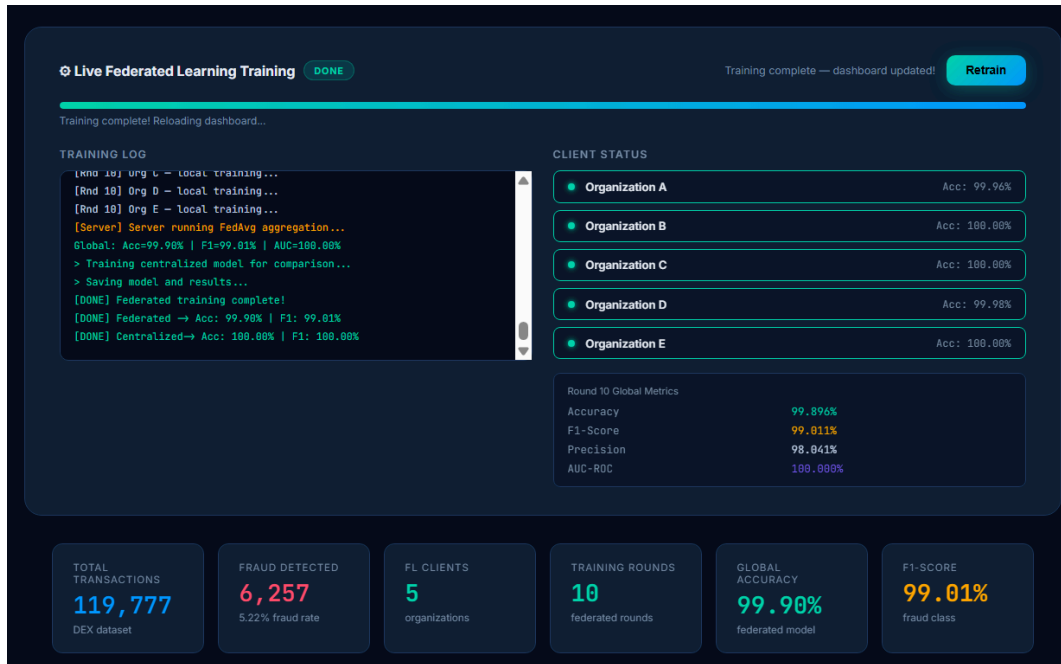 ⚙ Live Federated Learning Training DONE
Training complete — dashboard updated!
Retrain
Training complete! Reloading dashboard...
TRAINING LOG
[Rnd 10] Org C — local training...
[Rnd 10] Org D — local training...
[Rnd 10] Org E — local training...
[Server] Server running FedAvg aggregation...
Global: Acc=99.90% | F1=99.01% | AUC=100.00%
> Training centralized model for comparison...
> Saving model and results...
[DONE] Federated training complete!
[DONE] Federated → Acc: 99.90% | F1: 99.01%
[DONE] Centralized→ Acc: 100.00% | F1: 100.00%
CLIENT STATUS
Organization A Acc: 99.96%
Organization B Acc: 100.00%
Organization C Acc: 100.00%
Organization D Acc: 99.98%
Organization E Acc: 100.00%
Round 10 Global Metrics
Accuracy 99.896%
F1-Score 99.011%
Precision 98.041%
AUC-ROC 100.000%
TOTAL
TRANSACTIONS
119,777
DEX dataset
FRAUD DETECTED
6,257
5.22% fraud rate
FL CLIENTS
5
organizations
TRAINING ROUNDS
10
federated rounds
GLOBAL
ACCURACY
99.90%
federated model
F1-SCORE
99.01%
fraud class